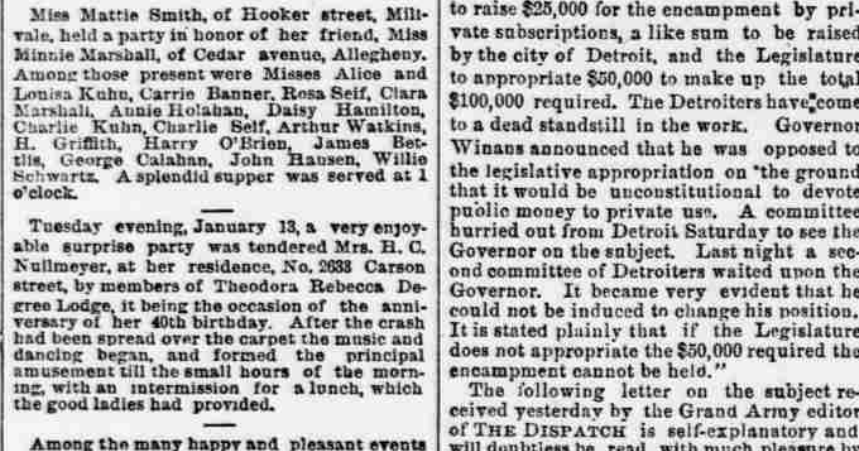 Miss Mattie Smith, of Hooker street, Mill-
vale, held a party in honor of her friend, Miss
Minnie Marshall, of Cedar avenue, Allegheny.
Among those present were Misses Alice and
Louisa Kuhn, Carrie Banner, Rosa Seif, Clara
Marshall, Annie Holahan, Daisy Hamilton,
Charlie Kuhn, Charlie Seif, Arthur Watkins,
H. Griffith, Harry O'Brien, James Bet-
tlis, George Calahan, John Hansen, Willie
Schwartz. A splendid supper was served at 1
o'clock.
Tuesday evening, January 13, a very enjoy-
able surprise party was tendered Mrs. H. C.
Nullmeyer, at her residence, No. 2638 Carson
street, by members of Theodora Rebecca De-
gree Lodge, it being the occasion of the anni-
versary of her 40th birthday. After the crash
had been spread over the carpet the music and
dancing began, and formed the principal
amusement till the small hours of the morn-
ing, with an intermission for a lunch, which
the good ladies had provided.
Among the many happy and pleasant events
to raise $25,000 for the encampment by pri-
vate subscriptions, a like sum to be raised
by the city of Detroit, and the Legislature
to appropriate $50,000 to make up the total
$100,000 required. The Detroiters have come
to a dead standstill in the work. Governor
Winans announced that he was opposed to
the legislative appropriation on the ground
that it would be unconstitutional to devote
public money to private use. A committee
hurried out from Detroit Saturday to see the
Governor on the subject. Last night a sec-
ond committee of Detroiters waited upon the
Governor. It became very evident that he
could not be induced to change his position.
It is stated plainly that if the Legislature
does not appropriate the $50,000 required the
encampment cannot be held."
The following letter on the subject re-
ceived yesterday by the Grand Army editor
of THE DISPATCH is self-explanatory and
will doubtless be read with much pleasure by